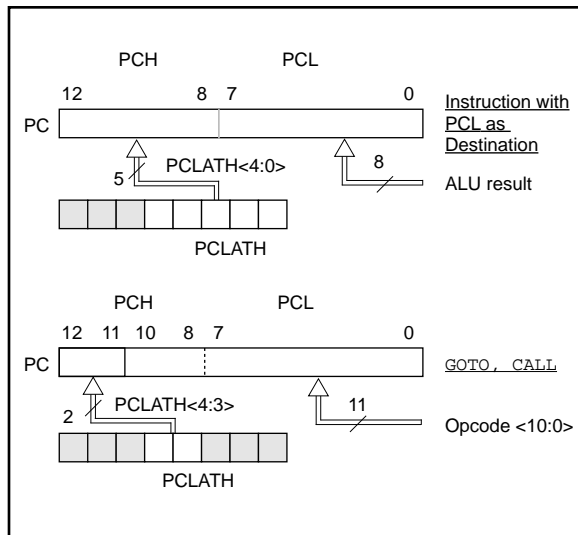 PCH PCL
12 8 7 0
PC
Instruction with
PCL as
Destination
5 PCLATH<4:0> 8
ALU result
PCLATH
PCH PCL
12 11 10 8 7 0
PC
GOTO, CALL
2 PCLATH<4:3> 11
Opcode <10:0>
PCLATH